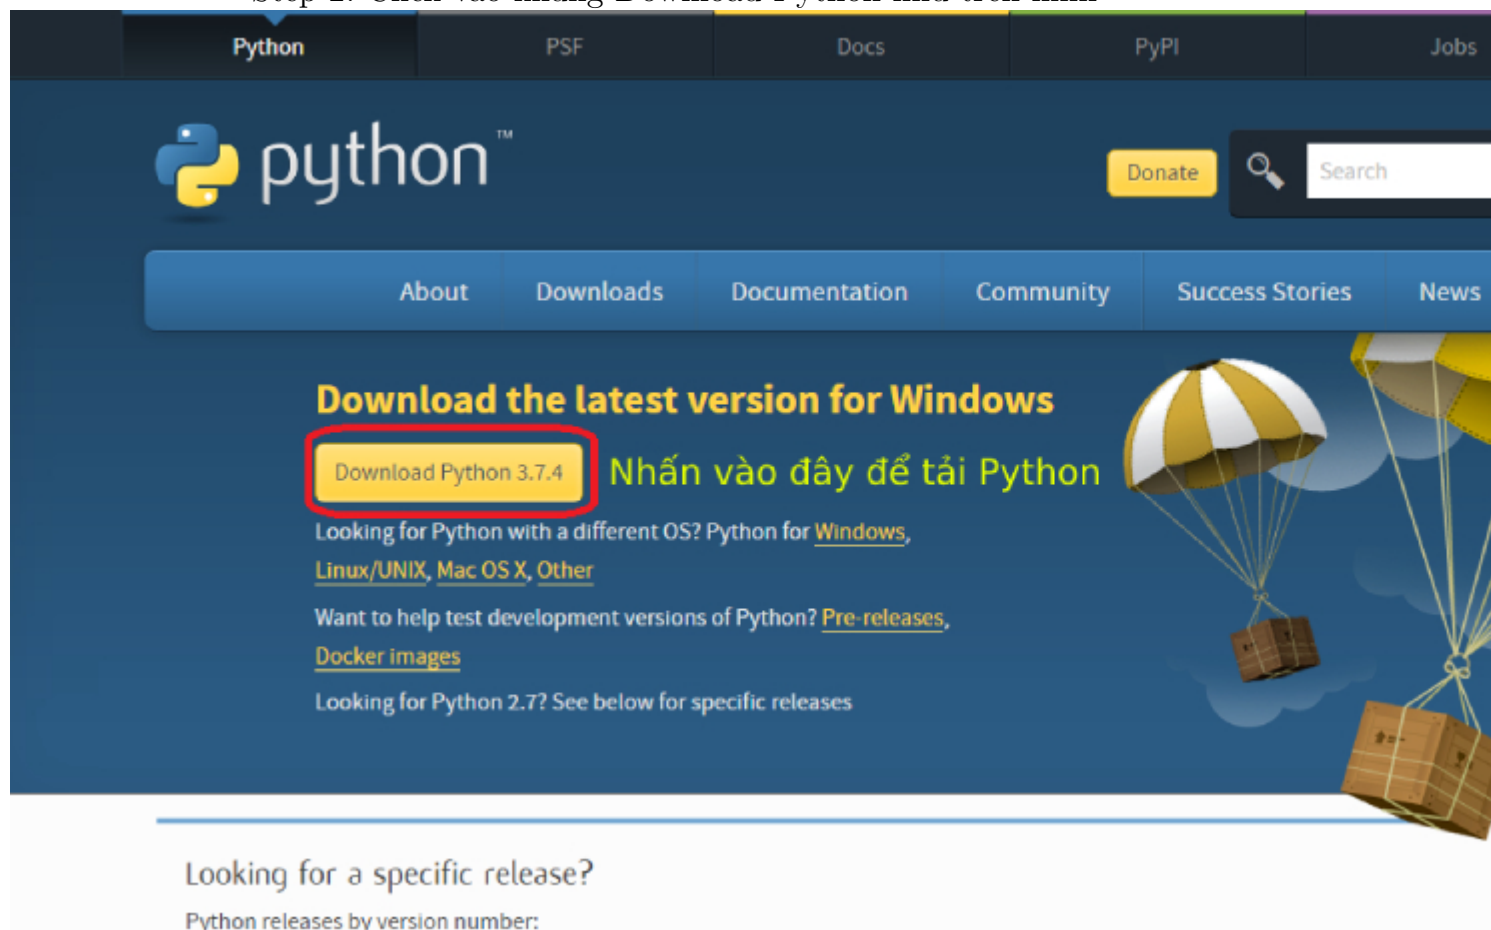 Python PSF Docs PyPI Jobs
python™
Donate Search
About Downloads Documentation Community Success Stories News
Download the latest version for Windows
Download Python 3.7.4 Nhấn vào đây để tải Python
Looking for Python with a different OS? Python for Windows,
Linux/UNIX, Mac OS X, Other
Want to help test development versions of Python? Pre-releases,
Docker images
Looking for Python 2.7? See below for specific releases
Looking for a specific release?
Python releases by version number: